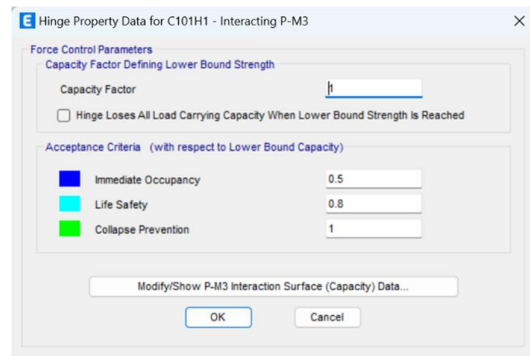 E Hinge Property Data for C101H1 - Interacting P-M3
Force Control Parameters
Capacity Factor Defining Lower Bound Strength
Capacity Factor 1
Hinge Loses All Load Carrying Capacity When Lower Bound Strength Is Reached
Acceptance Criteria (with respect to Lower Bound Capacity)
Immediate Occupancy 0.5
Life Safety 0.8
Collapse Prevention 1
Modify/Show P-M3 Interaction Surface (Capacity) Data...
OK Cancel